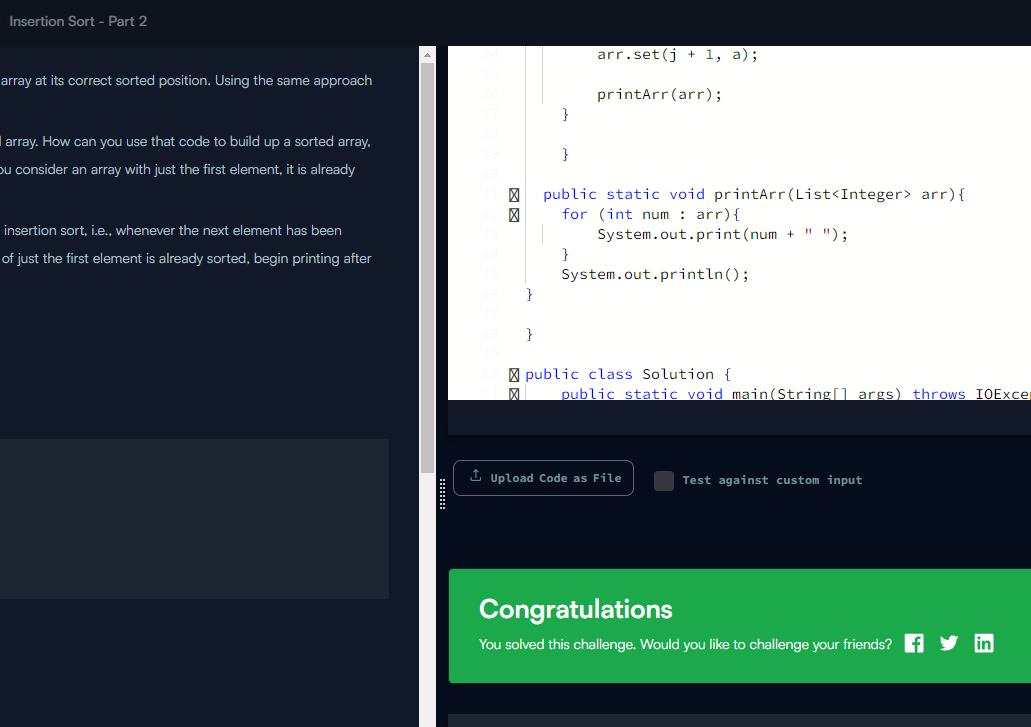 Insertion Sort - Part 2
array at its correct sorted position. Using the same approach
array. How can you use that code to build up a sorted array,
consider an array with just the first element, it is already
insertion sort, i.e., whenever the next element has been
of just the first element is already sorted, begin printing after
34 arr.set(j + 1, a);
35
36 printArr(arr);
37 }
38
39 }
40
41 public static void printArr(List<Integer> arr){
42 for (int num : arr){
43 System.out.print(num + " ");
44 }
45 System.out.println();
46 }
47
48 }
49
50 public class Solution {
51 public static void main(String[] args) throws
Upload Code as File
Test against custom input
Congratulations
You solved this challenge. Would you like to challenge your friends?